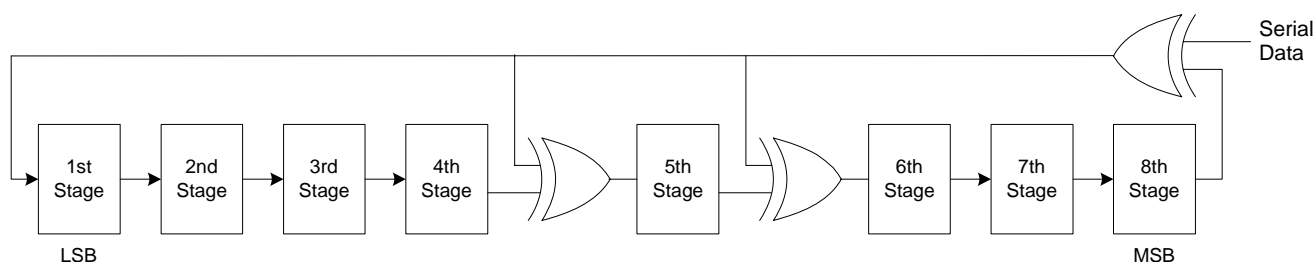 Serial
Data
1st
Stage
2nd
Stage
3rd
Stage
4th
Stage
5th
Stage
6th
Stage
7th
Stage
8th
Stage
LSB
MSB